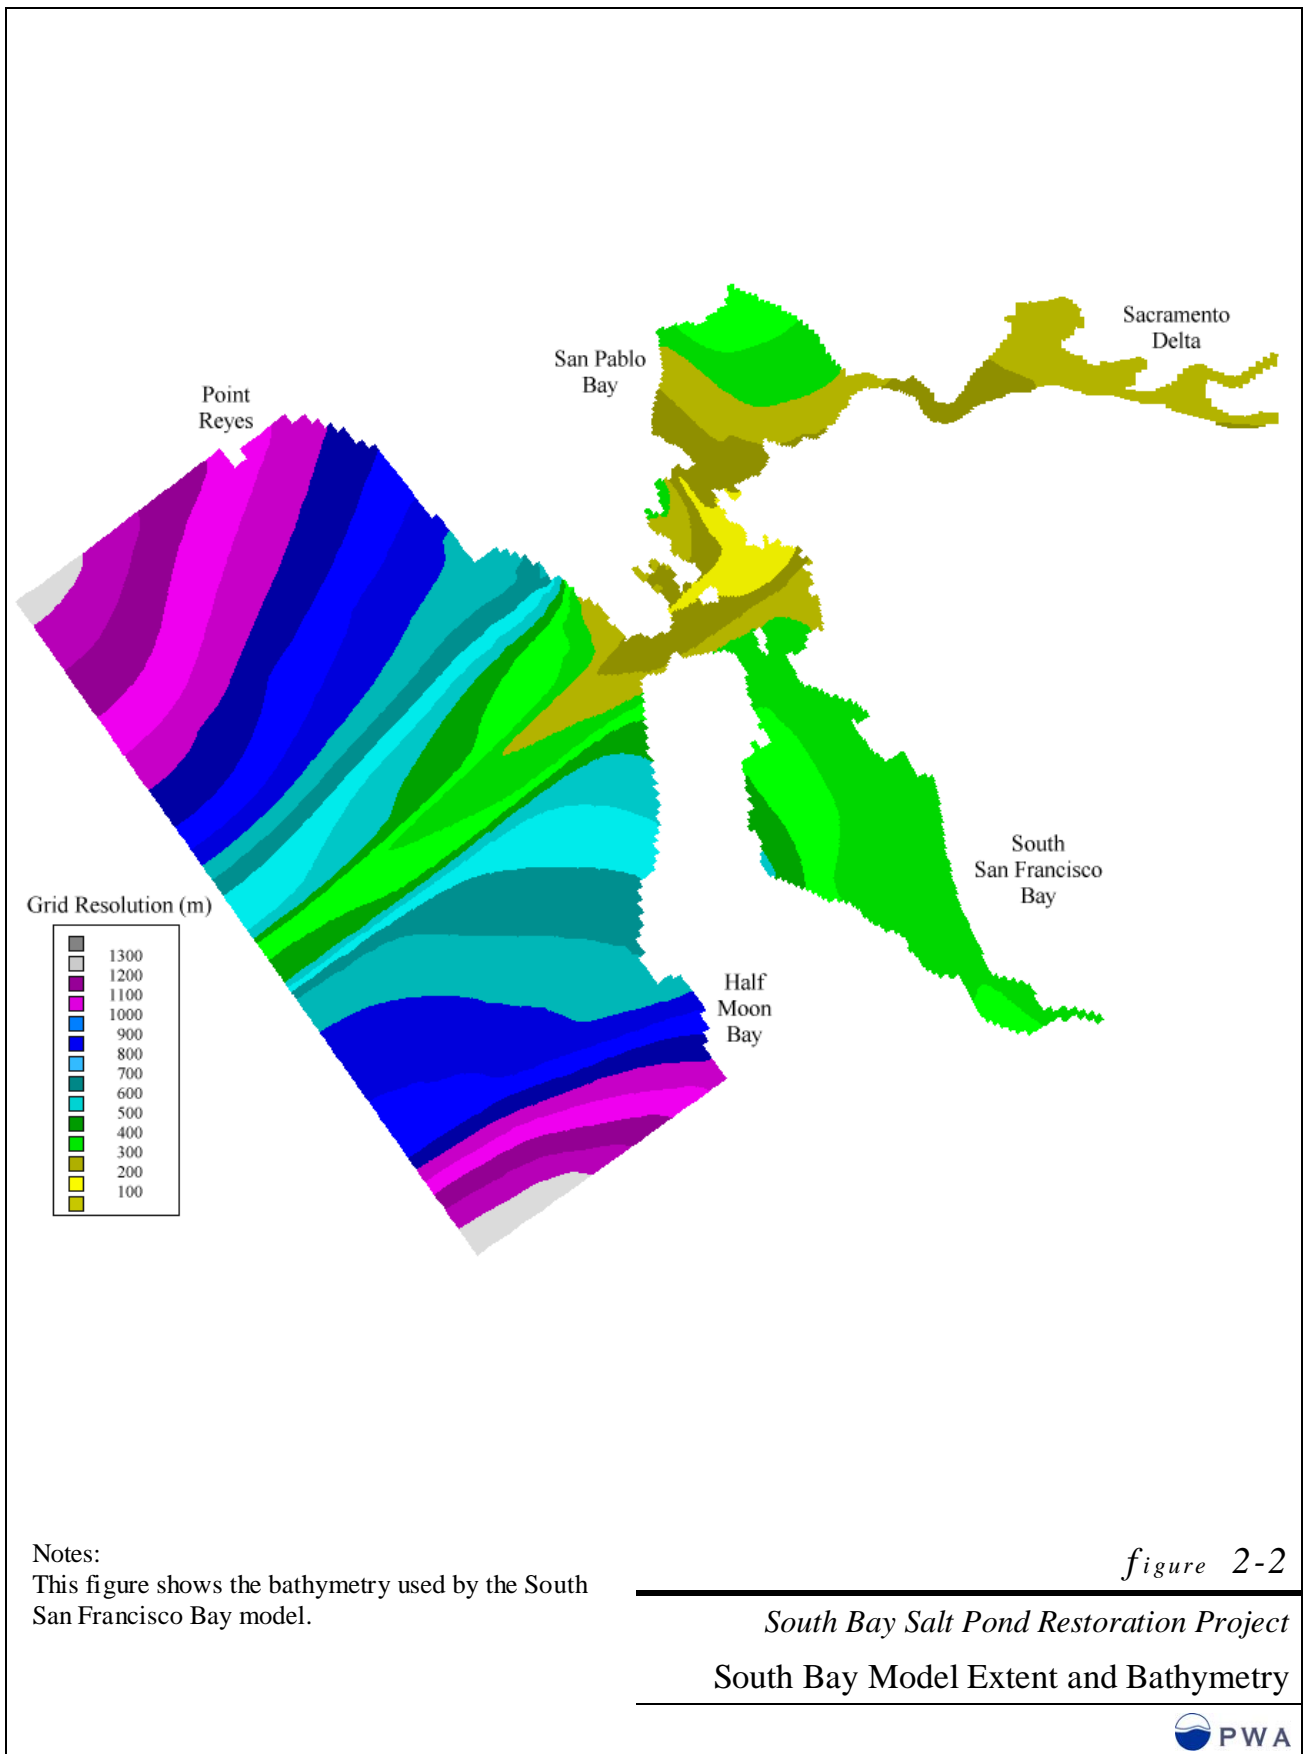 Sacramento
Delta
San Pablo
Bay
Point
Reyes
South
San Francisco
Bay
Grid Resolution (m)
1300
1200
1100
1000
900
800
700
600
500
400
300
200
100
Half
Moon
Bay
Notes:
This figure shows the bathymetry used by the South
San Francisco Bay model.
figure 2-2
South Bay Salt Pond Restoration Project
South Bay Model Extent and Bathymetry
PWA